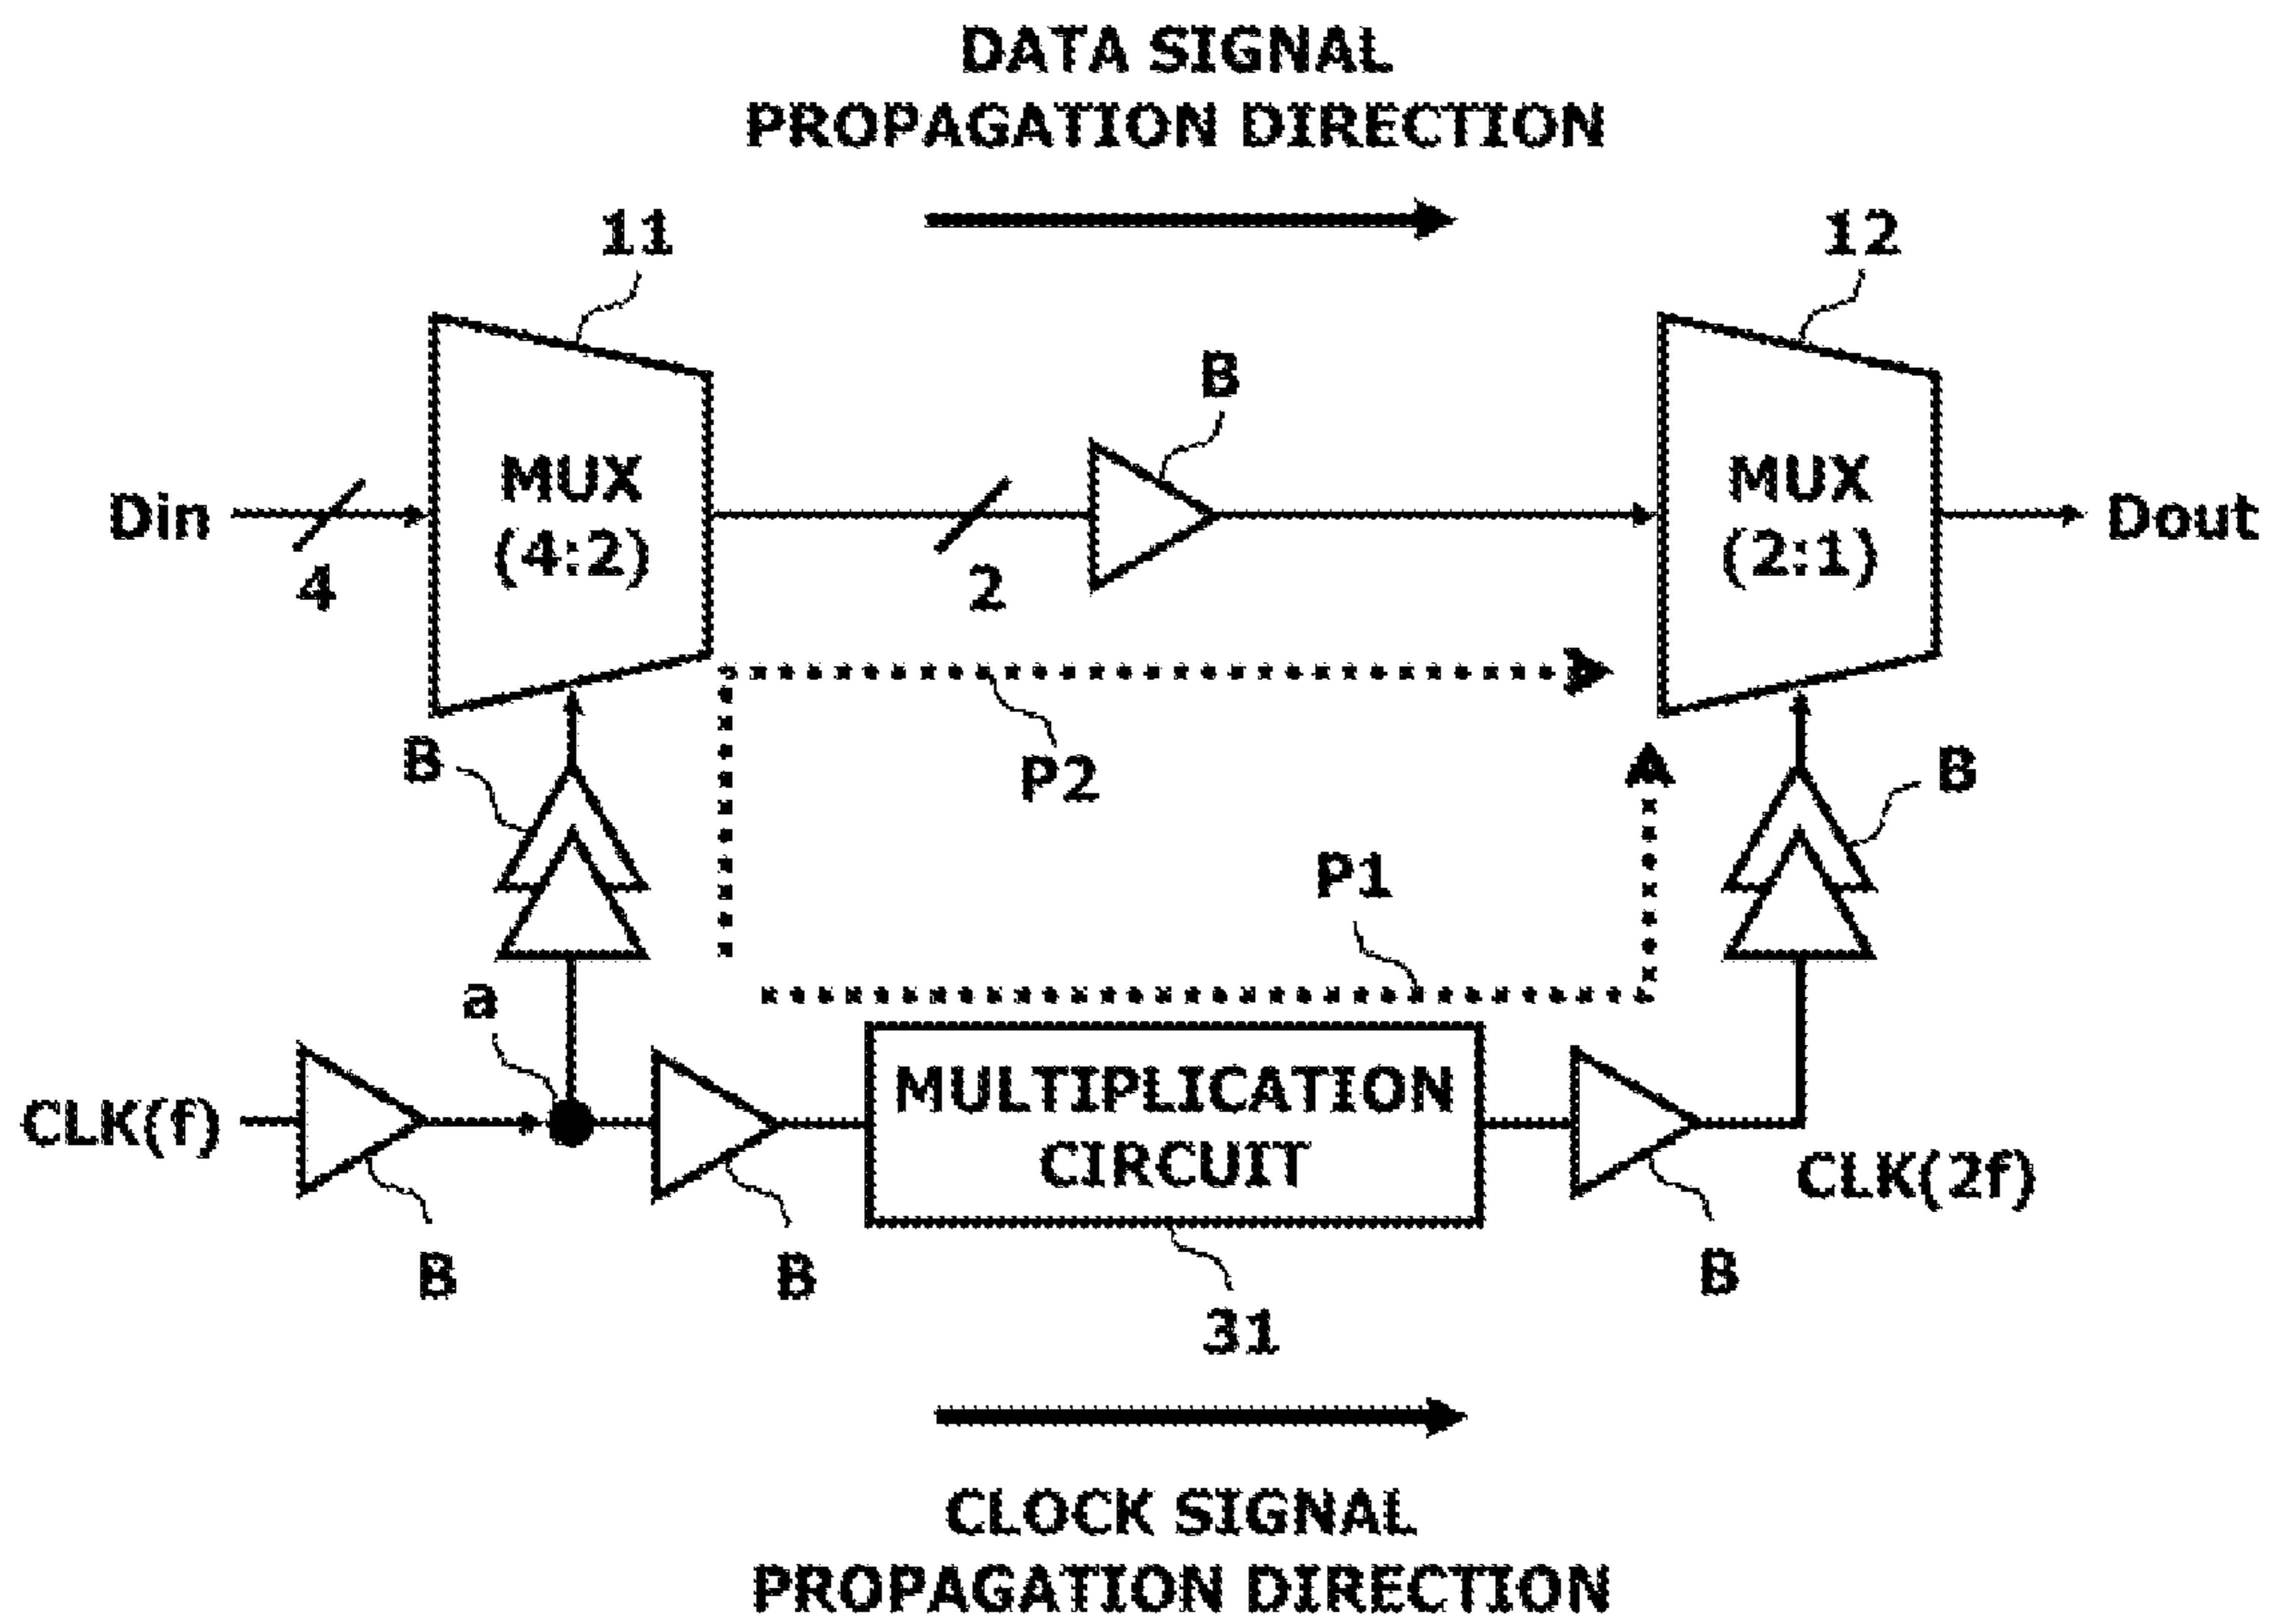 DATA SIGNAL
PROPAGATION DIRECTION
11
12
B
MUX
(4:2)
MUX
(2:1)
Din
Dout
4
2
B
P2
B
P1
a
CLK(f)
MULTIPLICATION
CIRCUIT
CLK(2f)
B
B
B
31
CLOCK SIGNAL
PROPAGATION DIRECTION